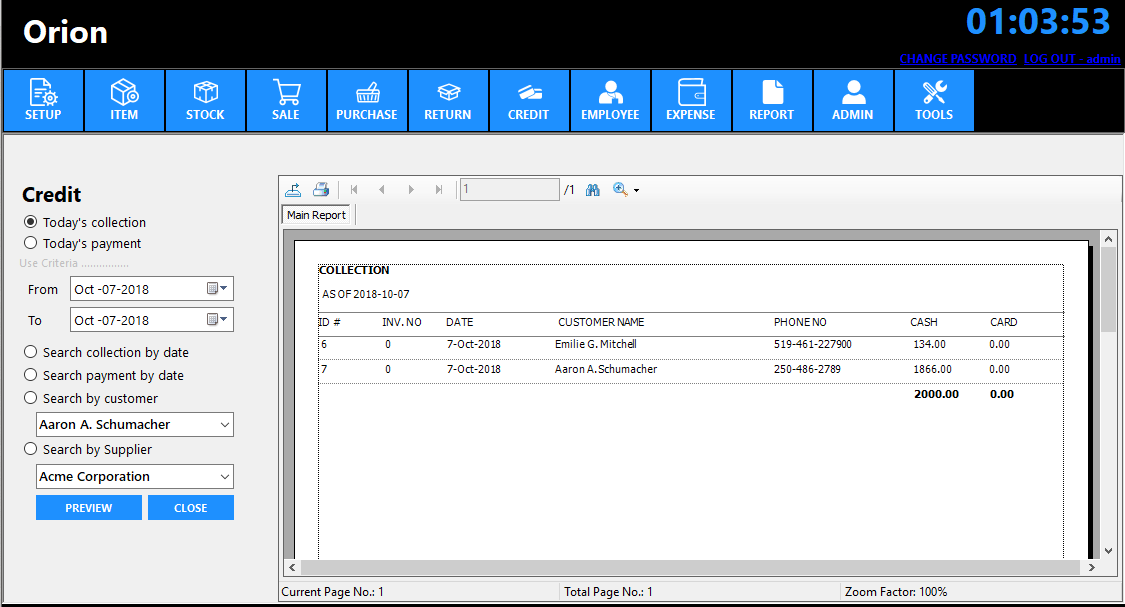 Orion
01:03:53
CHANGE PASSWORD LOG OUT - admin
SETUP ITEM STOCK SALE PURCHASE RETURN CREDIT EMPLOYEE EXPENSE REPORT ADMIN TOOLS
Credit
Today's collection
Today's payment
Use Criteria ................
From Oct -07-2018
To Oct -07-2018
Search collection by date
Search payment by date
Search by customer
Aaron A. Schumacher
Search by Supplier
Acme Corporation
PREVIEW CLOSE
1 /1
Main Report
COLLECTION
AS OF 2018-10-07
ID # INV. NO DATE CUSTOMER NAME PHONE NO CASH CARD
6 0 7-Oct-2018 Emilie G. Mitchell 519-461-227900 134.00 0.00
7 0 7-Oct-2018 Aaron A. Schumacher 250-486-2789 1866.00 0.00
2000.00 0.00
Current Page No.: 1 Total Page No.: 1 Zoom Factor: 100%